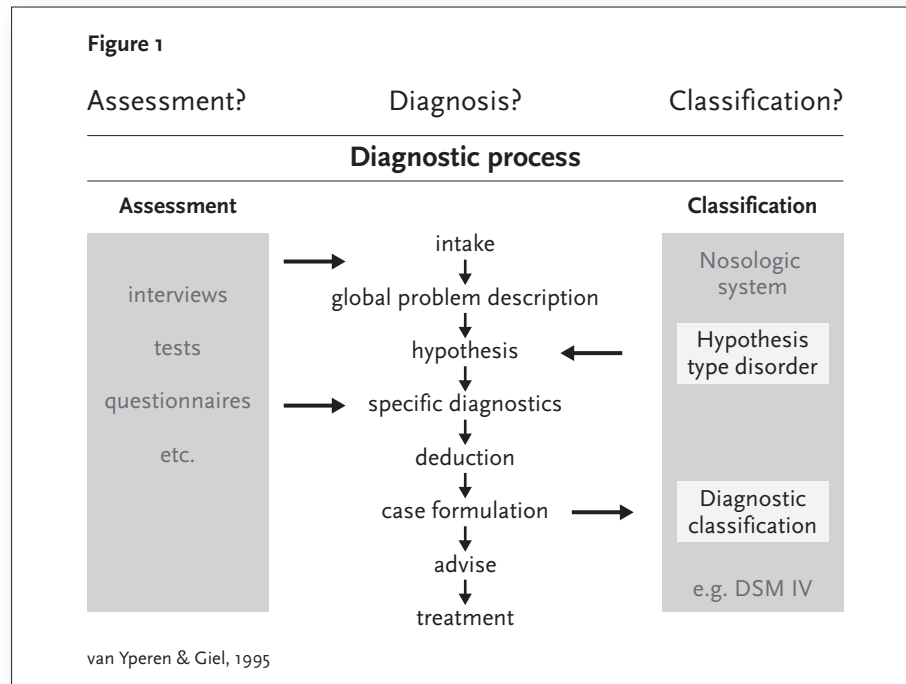 Figure 1
Assessment?
Diagnosis?
Classification?
Diagnostic process
Assessment
interviews
tests
questionnaires
etc.
intake
global problem description
hypothesis
specific diagnostics
deduction
case formulation
advise
treatment
Classification
Nosologic
system
Hypothesis
type disorder
Diagnostic
classification
e.g. DSM IV
van Yperen & Giel, 1995